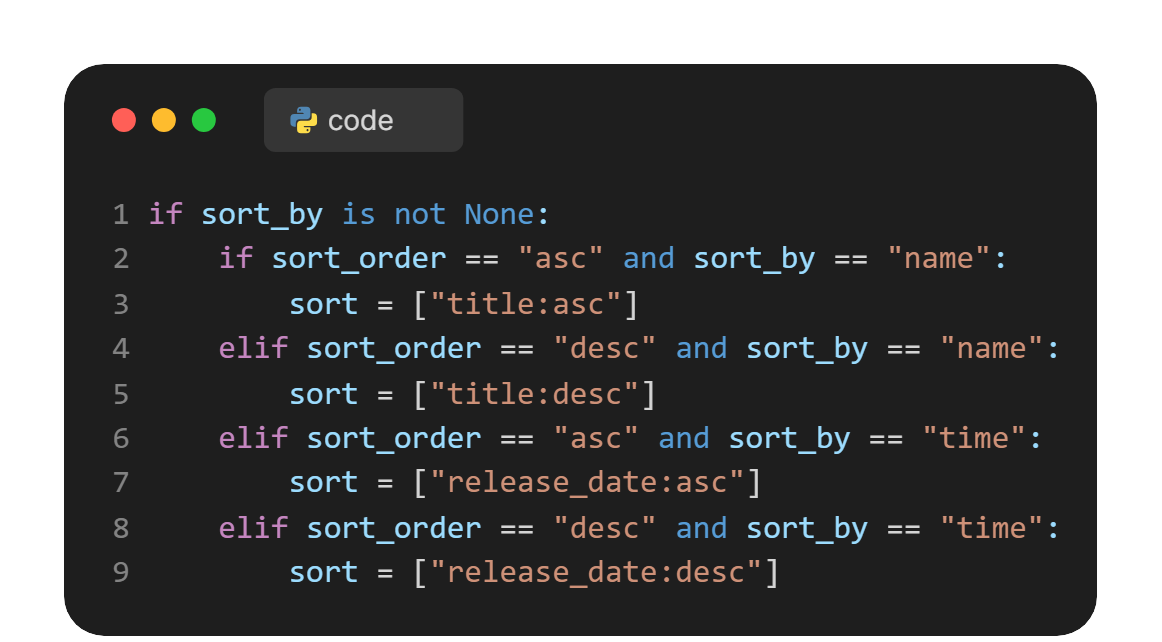 code
1 if sort_by is not None:
2     if sort_order == "asc" and sort_by == "name":
3         sort = ["title:asc"]
4     elif sort_order == "desc" and sort_by == "name":
5         sort = ["title:desc"]
6     elif sort_order == "asc" and sort_by == "time":
7         sort = ["release_date:asc"]
8     elif sort_order == "desc" and sort_by == "time":
9         sort = ["release_date:desc"]